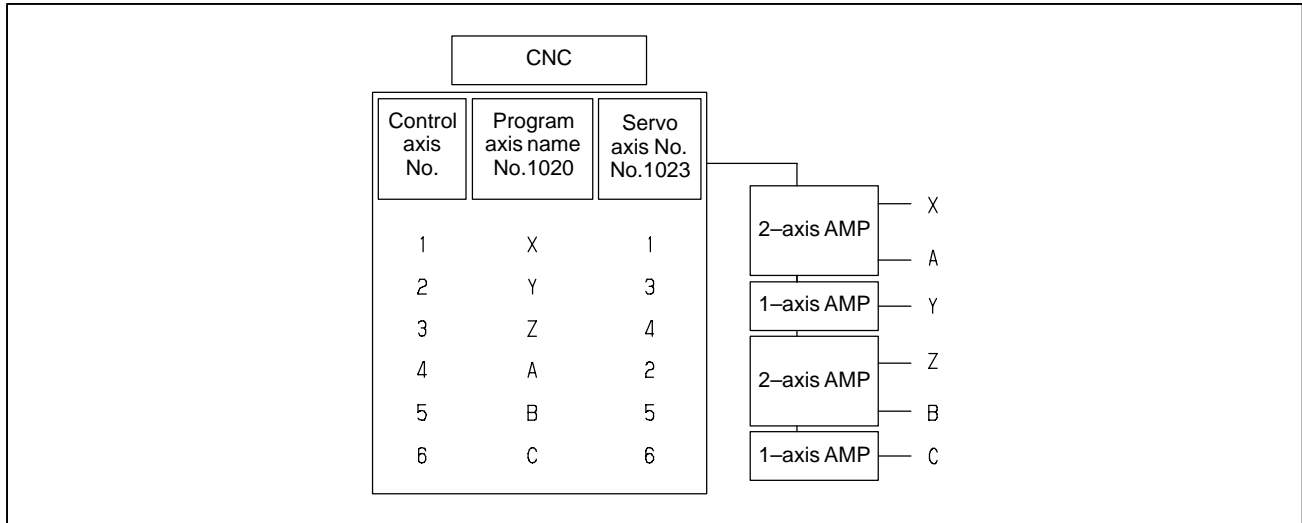 CNC
Control axis No.
Program axis name No.1020
Servo axis No. No.1023
1 X 1
2 Y 3
3 Z 4
4 A 2
5 B 5
6 C 6
2–axis AMP
X
A
1–axis AMP
Y
2–axis AMP
Z
B
1–axis AMP
C